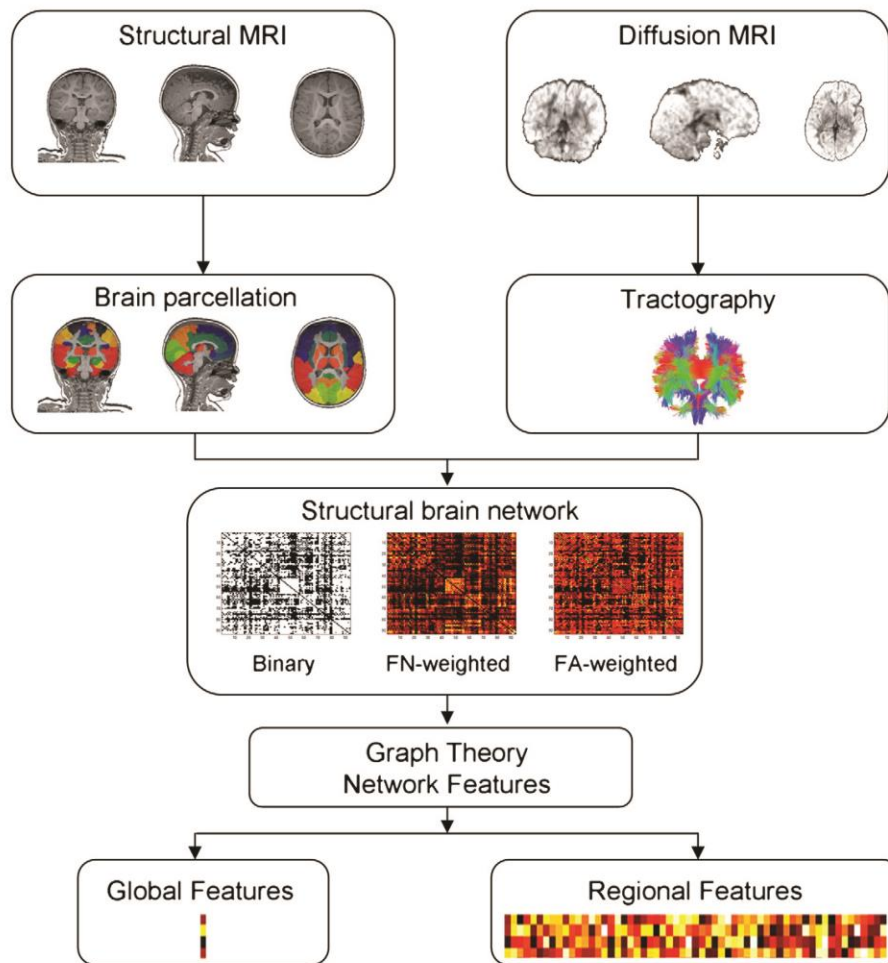 Structural MRI
Diffusion MRI
Brain parcellation
Tractography
Structural brain network
Binary
FN-weighted
FA-weighted
Graph Theory
Network Features
Global Features
Regional Features